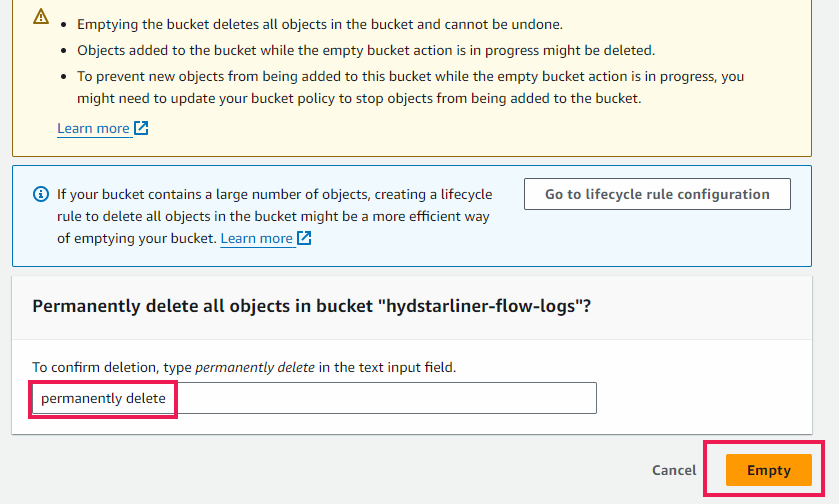 Emptying the bucket deletes all objects in the bucket and cannot be undone.
Objects added to the bucket while the empty bucket action is in progress might be deleted.
To prevent new objects from being added to this bucket while the empty bucket action is in progress, you
might need to update your bucket policy to stop objects from being added to the bucket.
Learn more
If your bucket contains a large number of objects, creating a lifecycle
rule to delete all objects in the bucket might be a more efficient way
of emptying your bucket. Learn more
Go to lifecycle rule configuration
Permanently delete all objects in bucket "hydstarliner-flow-logs"?
To confirm deletion, type permanently delete in the text input field.
permanently delete
Cancel
Empty